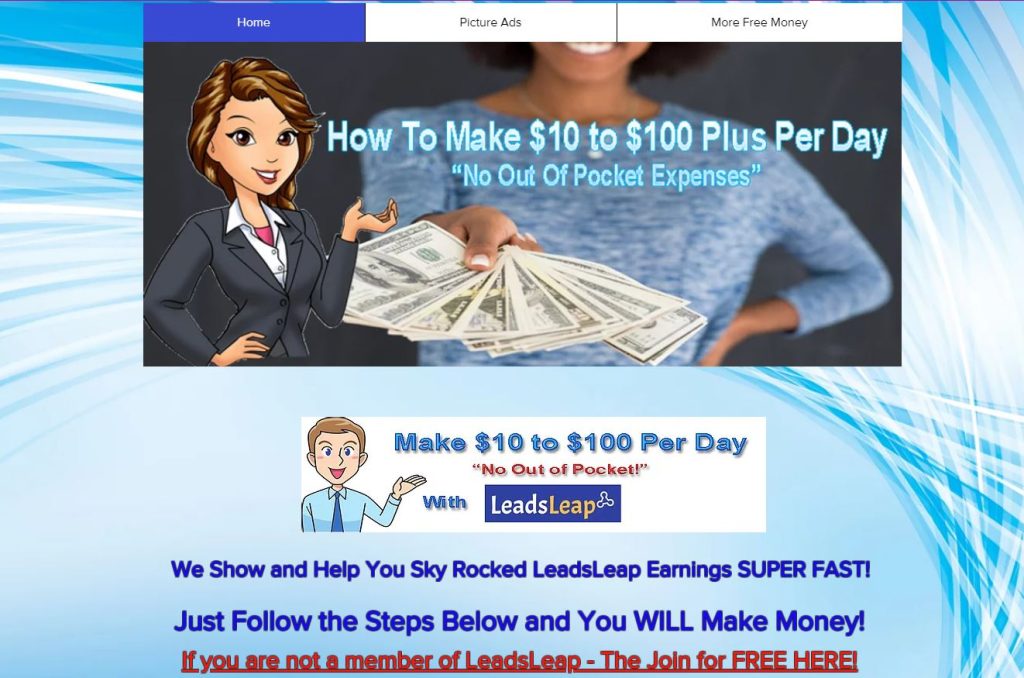 Home
Picture Ads
More Free Money
How To Make $10 to $100 Plus Per Day
“No Out Of Pocket Expenses”
Make $10 to $100 Per Day
“No Out of Pocket!”
With LeadsLeap
We Show and Help You Sky Rocked LeadsLeap Earnings SUPER FAST!
Just Follow the Steps Below and You WILL Make Money!
If you are not a member of LeadsLeap - The Join for FREE HERE!